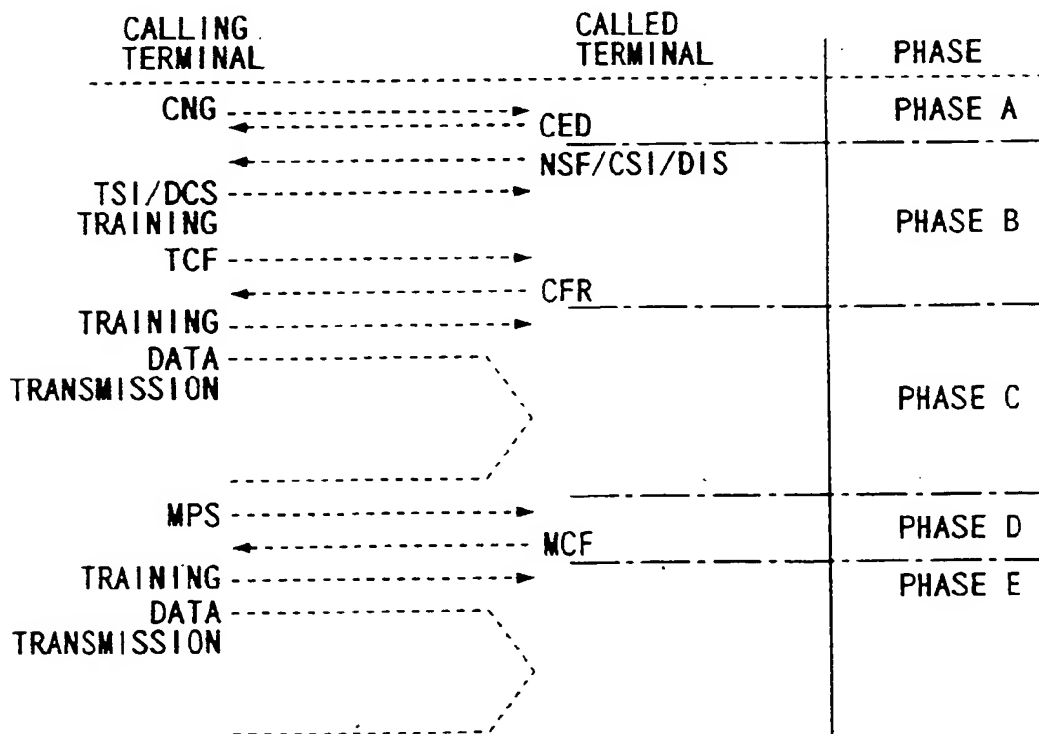 CALLING TERMINAL
CALLED TERMINAL
PHASE
CNG
CED
PHASE A
NSF/CSI/DIS
TSI/DCS
TRAINING
PHASE B
TCF
CFR
TRAINING
DATA
TRANSMISSION
PHASE C
MPS
PHASE D
MCF
TRAINING
PHASE E
DATA
TRANSMISSION